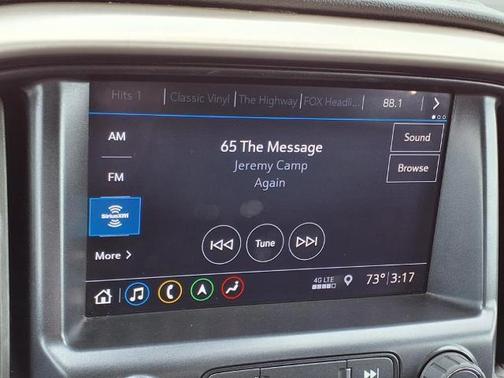 Hits 1 Classic Vinyl The Highway FOX Headli... 88.1
AM
FM
SiriusXM
More
65 The Message
Jeremy Camp
Again
Sound
Browse
Tune
4G LTE 73° 3:17